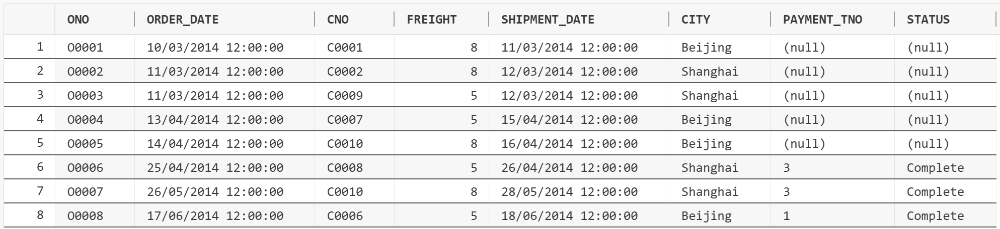 ONO ORDER_DATE CNO FREIGHT SHIPMENT_DATE CITY PAYMENT_TNO STATUS
1 O0001 10/03/2014 12:00:00 C0001 8 11/03/2014 12:00:00 Beijing (null) (null)
2 O0002 11/03/2014 12:00:00 C0002 8 12/03/2014 12:00:00 Shanghai (null) (null)
3 O0003 11/03/2014 12:00:00 C0009 5 12/03/2014 12:00:00 Shanghai (null) (null)
4 O0004 13/04/2014 12:00:00 C0007 5 15/04/2014 12:00:00 Beijing (null) (null)
5 O0005 14/04/2014 12:00:00 C0010 8 16/04/2014 12:00:00 Beijing (null) (null)
6 O0006 25/04/2014 12:00:00 C0008 5 26/04/2014 12:00:00 Shanghai 3 Complete
7 O0007 26/05/2014 12:00:00 C0010 8 28/05/2014 12:00:00 Shanghai 3 Complete
8 O0008 17/06/2014 12:00:00 C0006 5 18/06/2014 12:00:00 Beijing 1 Complete